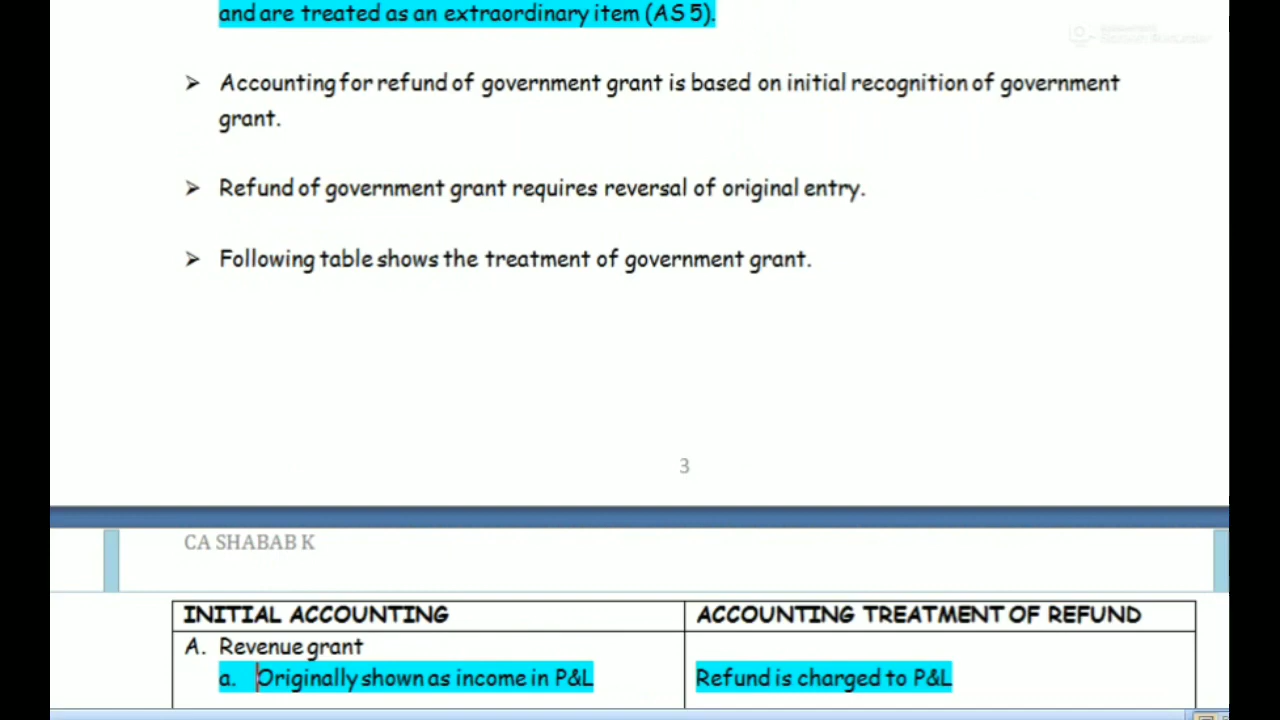 and are treated as an extraordinary item (AS 5).
➢ Accounting for refund of government grant is based on initial recognition of government
grant.
➢ Refund of government grant requires reversal of original entry.
➢ Following table shows the treatment of government grant.
3
CA SHABAB K
INITIAL ACCOUNTING
ACCOUNTING TREATMENT OF REFUND
A. Revenue grant
a. Originally shown as income in P&L
Refund is charged to P&L